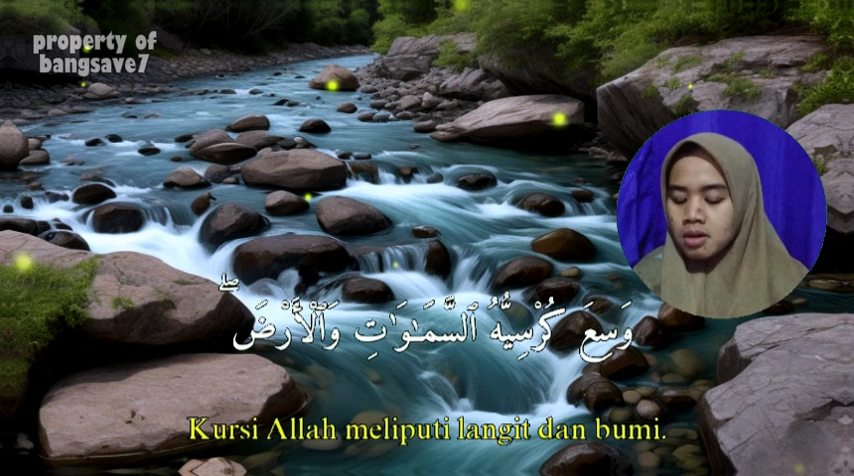 property of
bangsave7
وَسِعَ كُرْسِيُّهُ ٱلسَّمَـٰوَٰتِ وَٱلْأَرْضَ ۖ
Kursi Allah meliputi langit dan bumi.